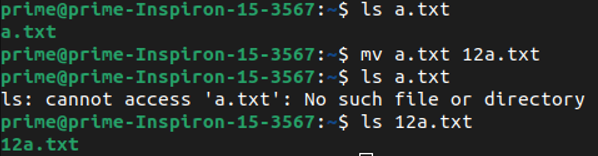 prime@prime-Inspiron-15-3567:~$ ls a.txt
a.txt
prime@prime-Inspiron-15-3567:~$ mv a.txt 12a.txt
prime@prime-Inspiron-15-3567:~$ ls a.txt
ls: cannot access 'a.txt': No such file or directory
prime@prime-Inspiron-15-3567:~$ ls 12a.txt
12a.txt